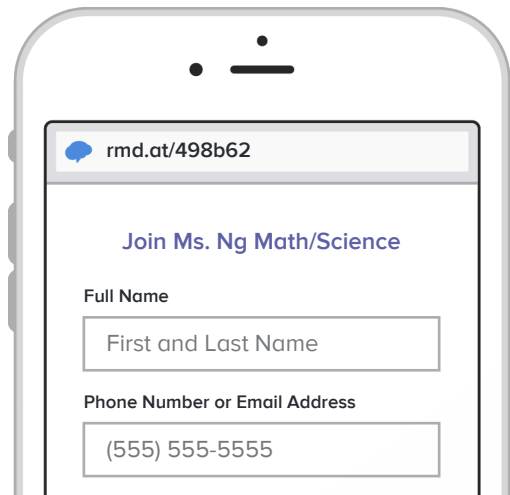 rmd.at/498b62
Join Ms. Ng Math/Science
Full Name
First and Last Name
Phone Number or Email Address
(555) 555-5555